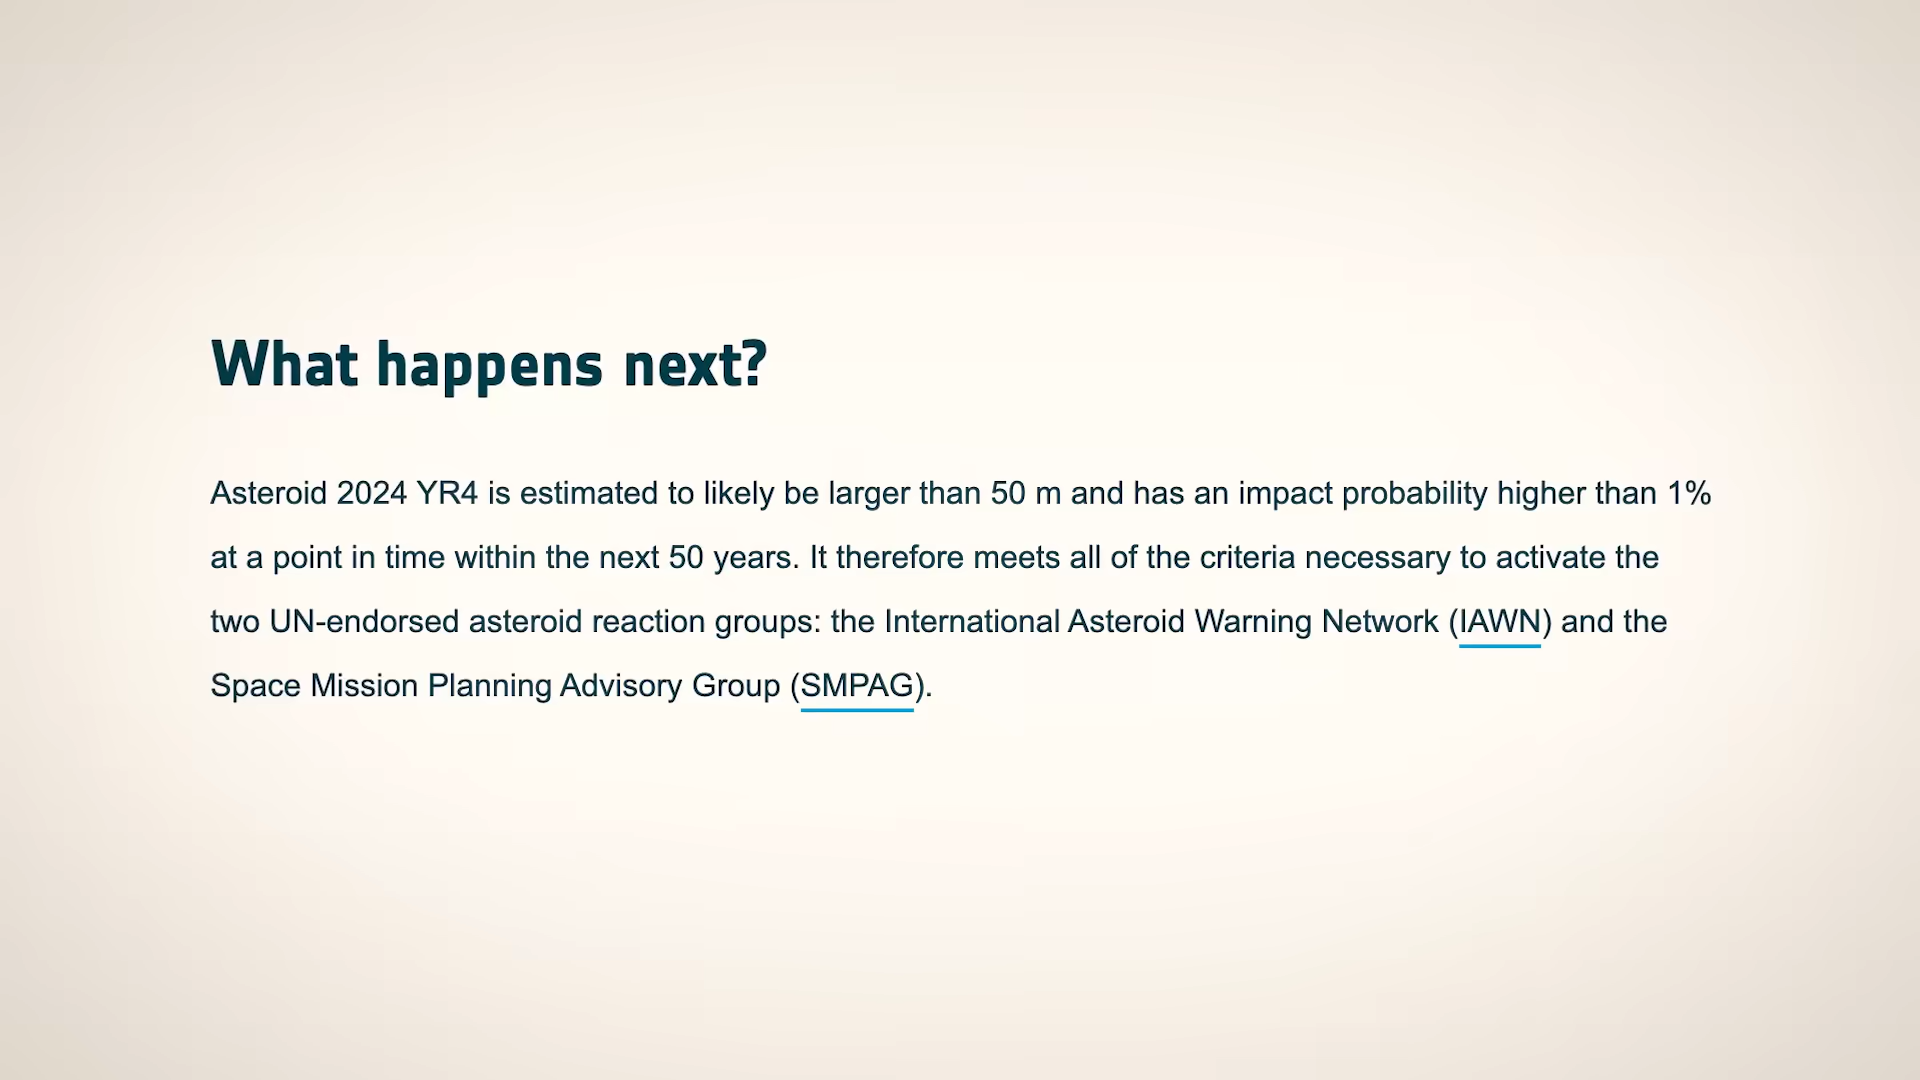 What happens next?
Asteroid 2024 YR4 is estimated to likely be larger than 50 m and has an impact probability higher than 1%
at a point in time within the next 50 years. It therefore meets all of the criteria necessary to activate the
two UN-endorsed asteroid reaction groups: the International Asteroid Warning Network (IAWN) and the
Space Mission Planning Advisory Group (SMPAG).